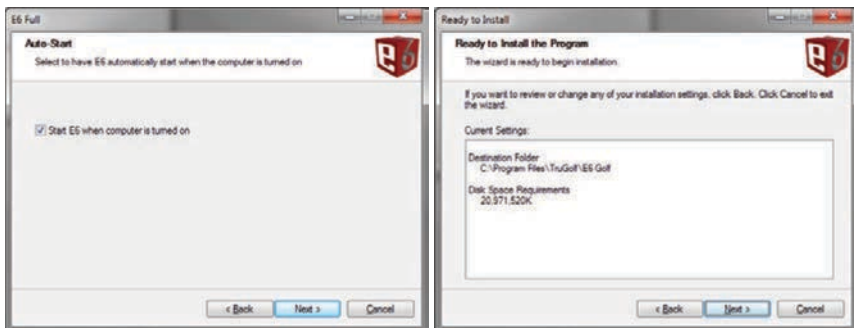 E6 Full
Auto-Start
Select to have E6 automatically start when the computer is turned on
e6
Start E6 when computer is turned on
< Back
Next >
Cancel
Ready to Install
Ready to Install the Program
The wizard is ready to begin installation.
e6
If you want to review or change any of your installation settings, click Back. Click Cancel to exit
the wizard.
Current Settings:
Destination Folder
C:\Program Files\TruGolf\E6 Golf
Disk Space Requirements
20,971,520K
< Back
Next >
Cancel